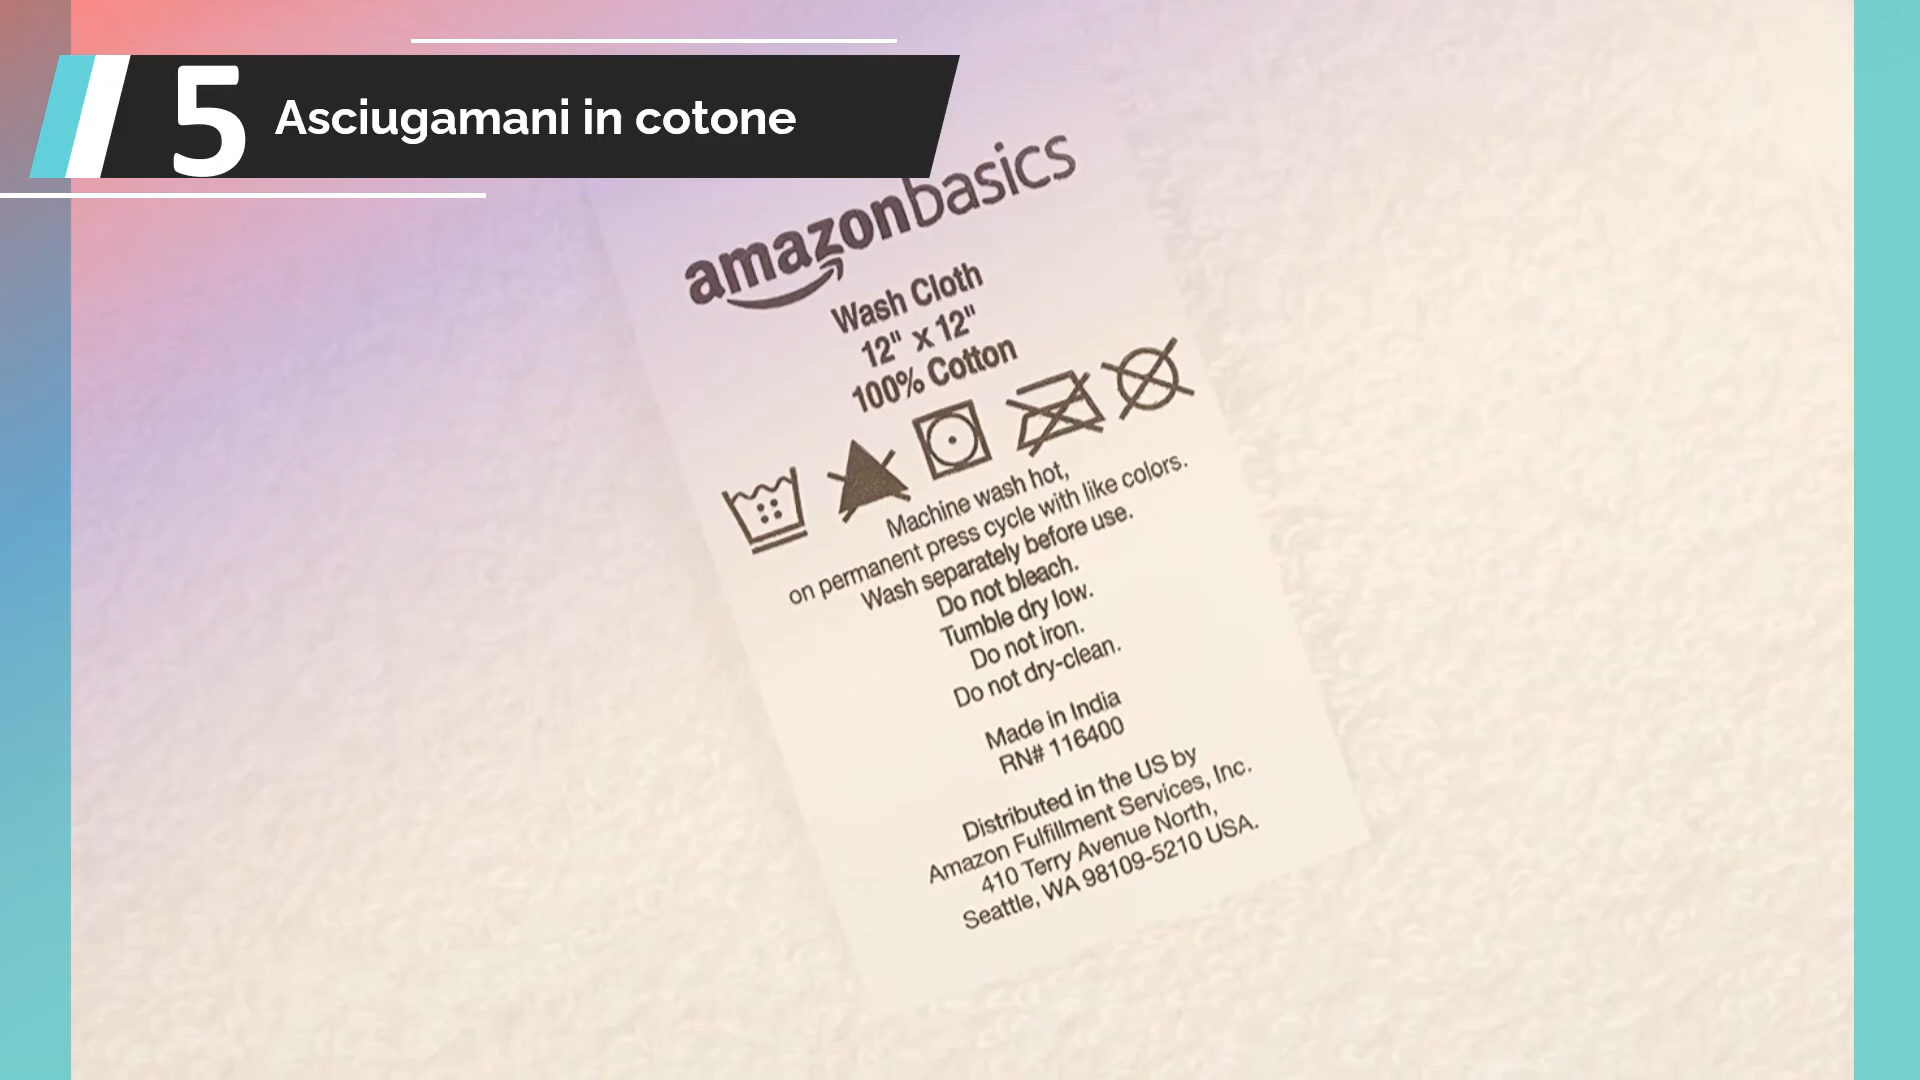 5 Asciugamani in cotone
amazonbasics
Wash Cloth
12" x 12"
100% Cotton
Machine wash hot,
on permanent press cycle with like colors.
Wash separately before use.
Do not bleach.
Tumble dry low.
Do not iron.
Do not dry-clean.
Made in India
RN# 116400
Distributed in the US by
Amazon Fulfillment Services, Inc.
410 Terry Avenue North,
Seattle, WA 98109-5210 USA.